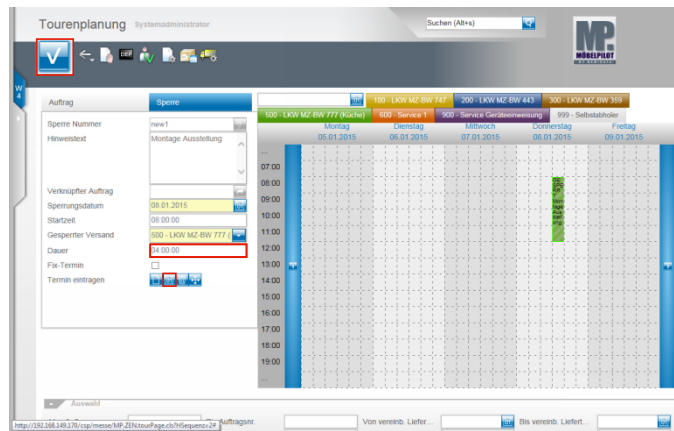 Tourenplanung Systemadministrator
Suchen (Alt+s)
MP.
MÖBELPILOT
DEF
W
4
Auftrag
Sperre
100 - LKW MZ-BW 747
200 - LKW MZ-BW 443
300 - LKW MZ-BW 359
500 - LKW MZ-BW 777 (Küche)
600 - Service 1
900 - Service Geräteeinweisung
999 - Selbstabholer
Sperre Nummer new1
Hinweistext Montage Ausstellung
Verknüpfter Auftrag
Sperrungsdatum 08.01.2015
Startzeit 08:00:00
Gesperrter Versand 500 - LKW MZ-BW 777 (
Dauer 04:00:00
Fix-Termin
Termin eintragen
Montag Dienstag Mittwoch Donnerstag Freitag
05.01.2015 06.01.2015 07.01.2015 08.01.2015 09.01.2015
...
07:00
08:00
09:00
10:00
11:00
12:00
13:00
14:00
15:00
16:00
17:00
18:00
19:00
...
Auswahl
Auftragsnr.
Von vereinb. Liefer...
Bis vereinb. Liefert...
http://192.168.149.170/csp/messe/MP.ZEN.tourPage.cls?HSequenz=2#